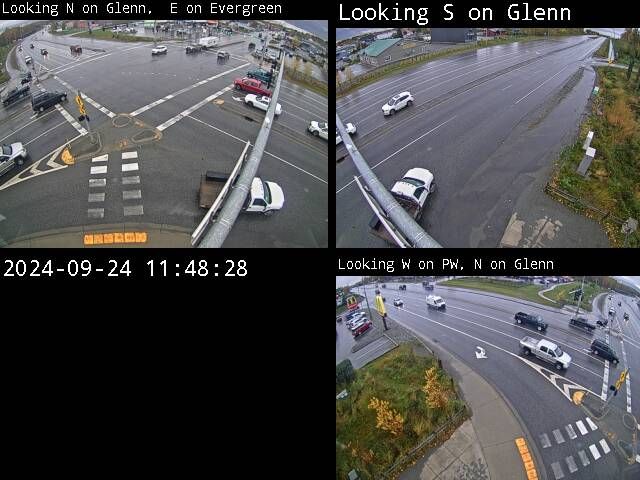 Looking N on Glenn, E on Evergreen
Looking S on Glenn
2024-09-24 11:48:28
Looking W on PW, N on Glenn